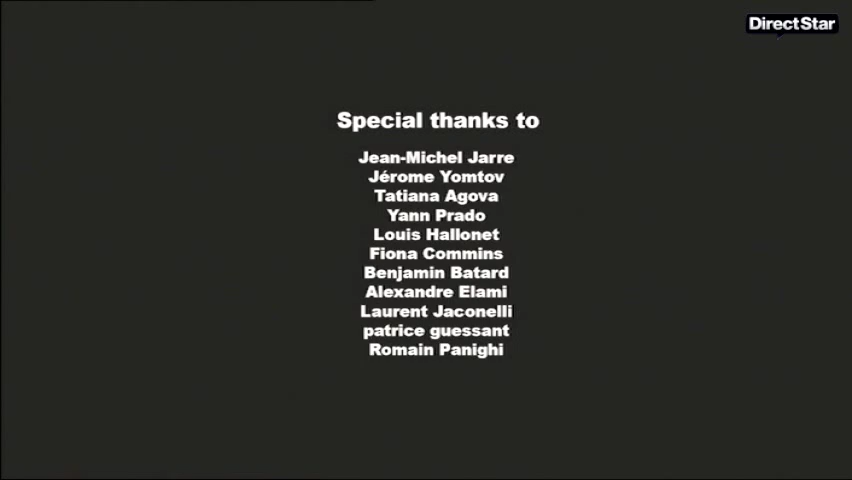 DirectStar
Special thanks to
Jean-Michel Jarre
Jérome Yomtov
Tatiana Agova
Yann Prado
Louis Hallonet
Fiona Commins
Benjamin Batard
Alexandre Elami
Laurent Jaconelli
patrice guessant
Romain Panighi